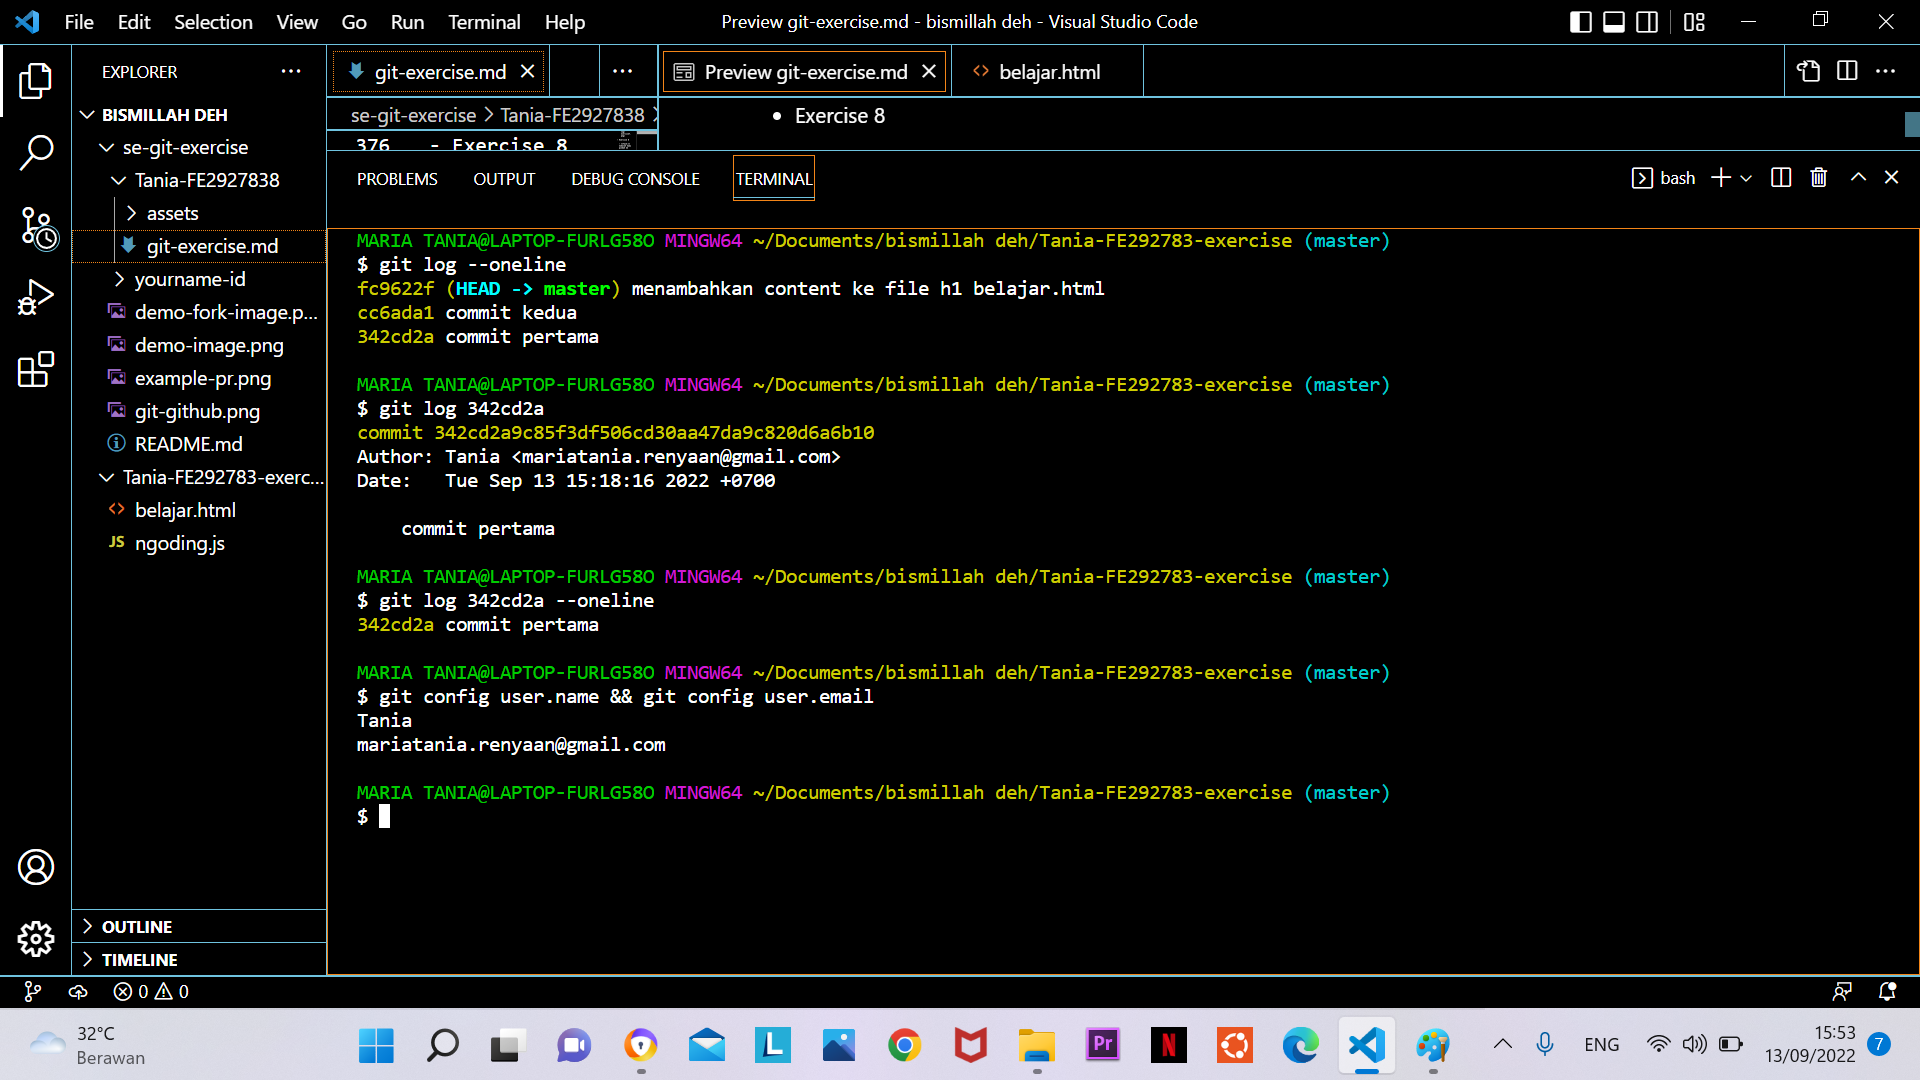 File Edit Selection View Go Run Terminal Help
Preview git-exercise.md - bismillah deh - Visual Studio Code
EXPLORER
BISMILLAH DEH
se-git-exercise
Tania-FE2927838
assets
git-exercise.md
yourname-id
demo-fork-image.p...
demo-image.png
example-pr.png
git-github.png
README.md
Tania-FE292783-exerc...
belajar.html
JS ngoding.js
OUTLINE
TIMELINE
git-exercise.md
Preview git-exercise.md
belajar.html
se-git-exercise > Tania-FE2927838 >
376 - Exercise 8
• Exercise 8
PROBLEMS OUTPUT DEBUG CONSOLE TERMINAL
bash
MARIA TANIA@LAPTOP-FURLG58O MINGW64 ~/Documents/bismillah deh/Tania-FE292783-exercise (master)
$ git log --oneline
fc9622f (HEAD -> master) menambahkan content ke file h1 belajar.html
cc6ada1 commit kedua
342cd2a commit pertama
MARIA TANIA@LAPTOP-FURLG58O MINGW64 ~/Documents/bismillah deh/Tania-FE292783-exercise (master)
$ git log 342cd2a
commit 342cd2a9c85f3df506cd30aa47da9c820d6a6b10
Author: Tania <mariatania.renyaan@gmail.com>
Date:   Tue Sep 13 15:18:16 2022 +0700
commit pertama
MARIA TANIA@LAPTOP-FURLG58O MINGW64 ~/Documents/bismillah deh/Tania-FE292783-exercise (master)
$ git log 342cd2a --oneline
342cd2a commit pertama
MARIA TANIA@LAPTOP-FURLG58O MINGW64 ~/Documents/bismillah deh/Tania-FE292783-exercise (master)
$ git config user.name && git config user.email
Tania
mariatania.renyaan@gmail.com
MARIA TANIA@LAPTOP-FURLG58O MINGW64 ~/Documents/bismillah deh/Tania-FE292783-exercise (master)
$
0 0
32°C
Berawan
L
Pr
N
ENG
15:53
13/09/2022
7